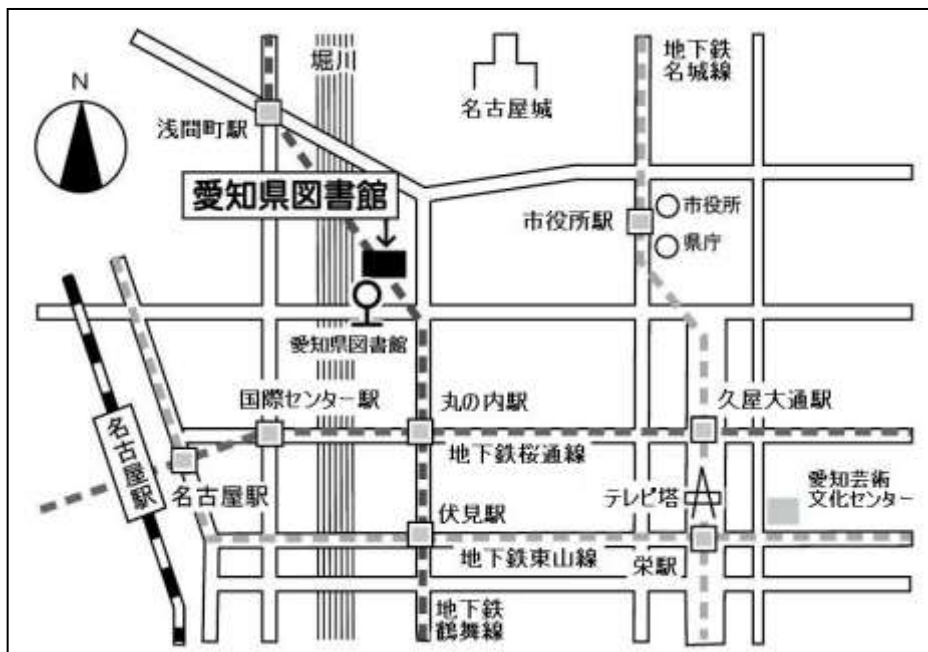 堀川
地下鉄
名城線
N
名古屋城
浅間町駅
愛知県図書館
市役所駅
市役所
県庁
愛知県図書館
国際センター駅
丸の内駅
久屋大通駅
名古屋駅
地下鉄桜通線
名古屋駅
テレビ塔
愛知芸術
文化センター
伏見駅
地下鉄東山線
栄駅
地下鉄
鶴舞線